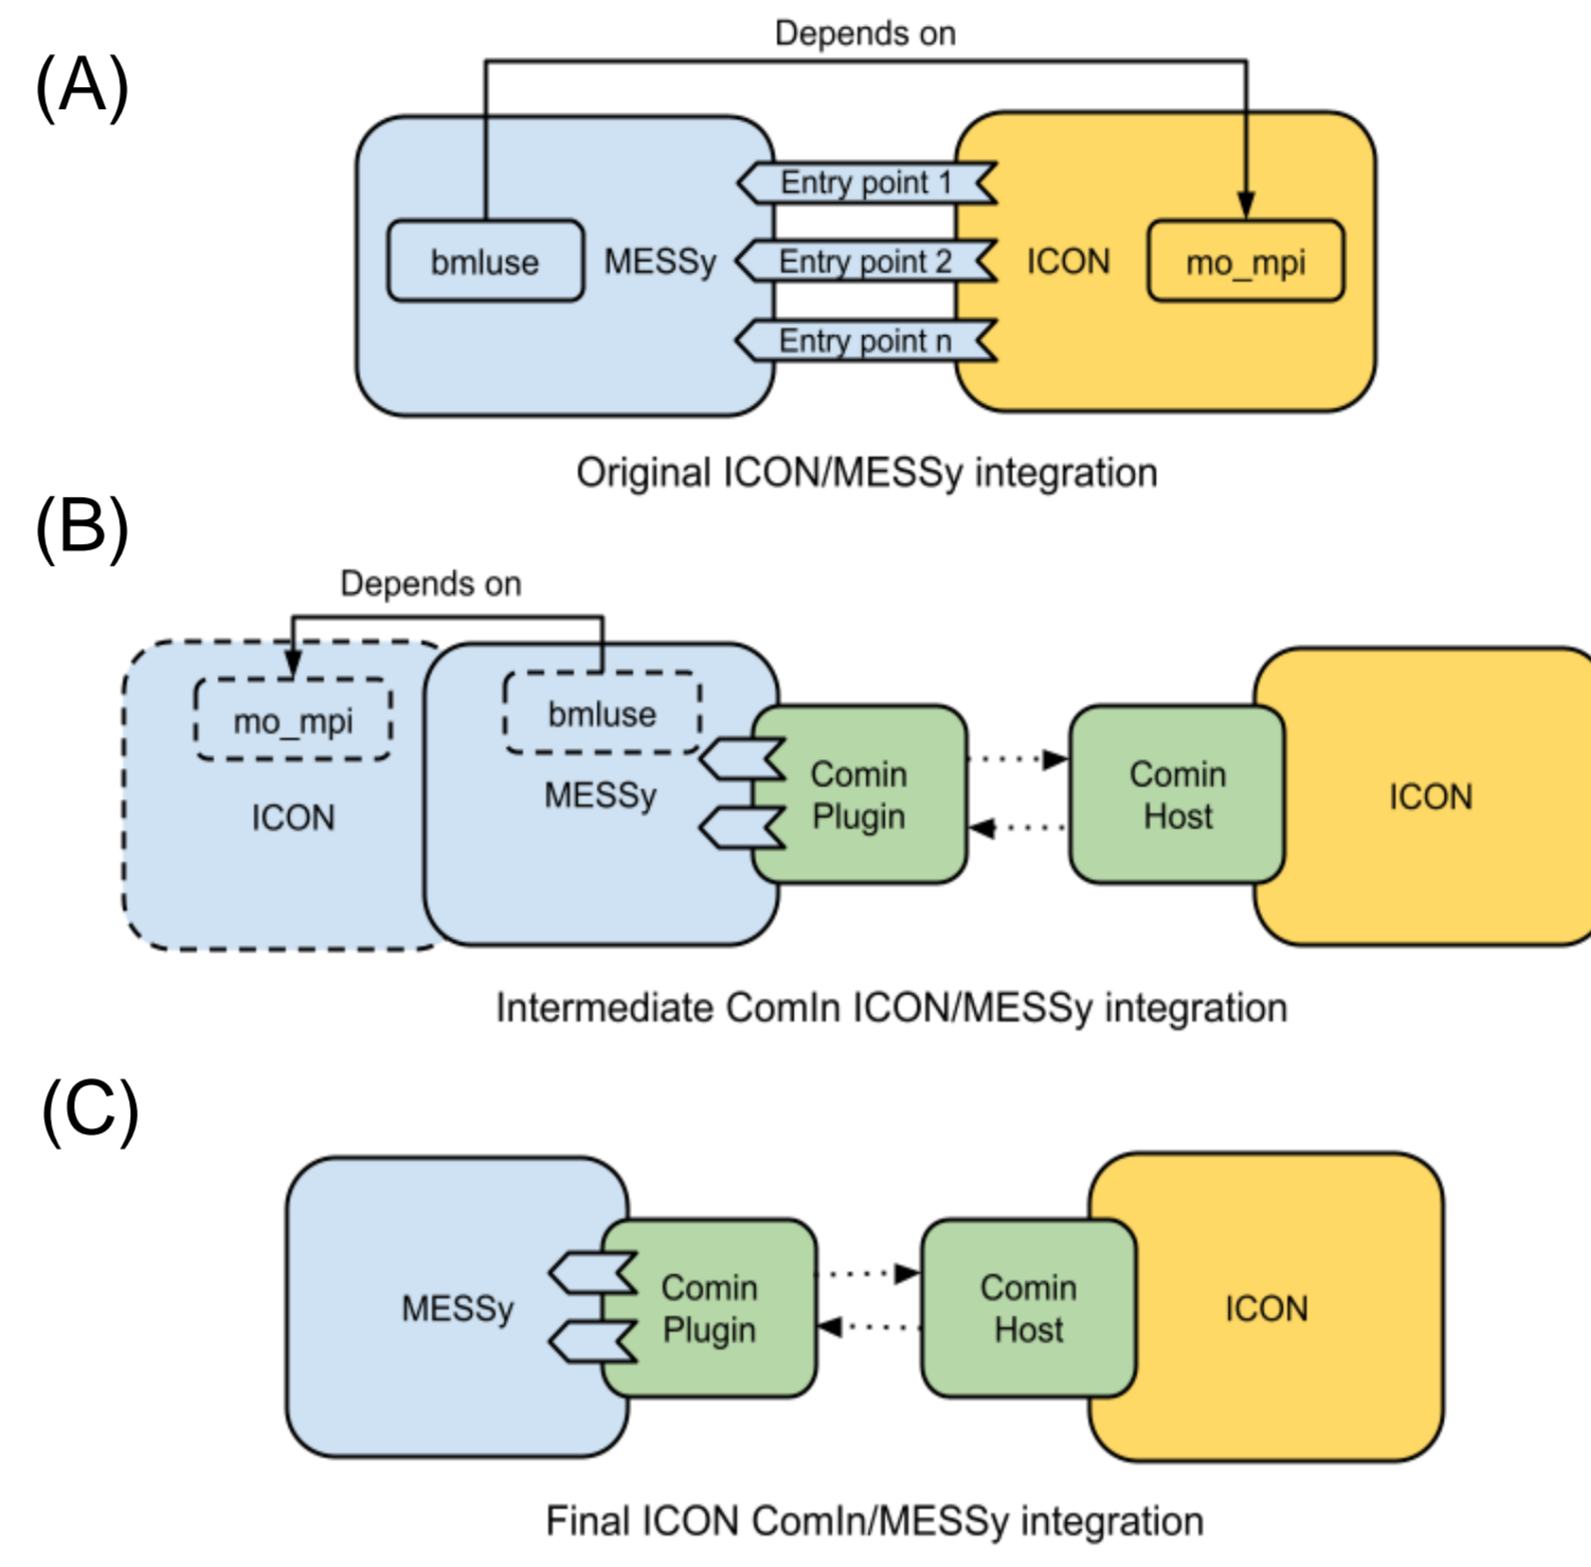 Depends on
(A)
Entry point 1
bmluse MESSy Entry point 2 ICON mo_mpi
Entry point n
Original ICON/MESSy integration
(B)
Depends on
mo_mpi
bmluse
ICON
MESSy
Comin
Plugin
Comin
Host
ICON
Intermediate ComIn ICON/MESSy integration
(C)
MESSy
Comin
Plugin
Comin
Host
ICON
Final ICON ComIn/MESSy integration